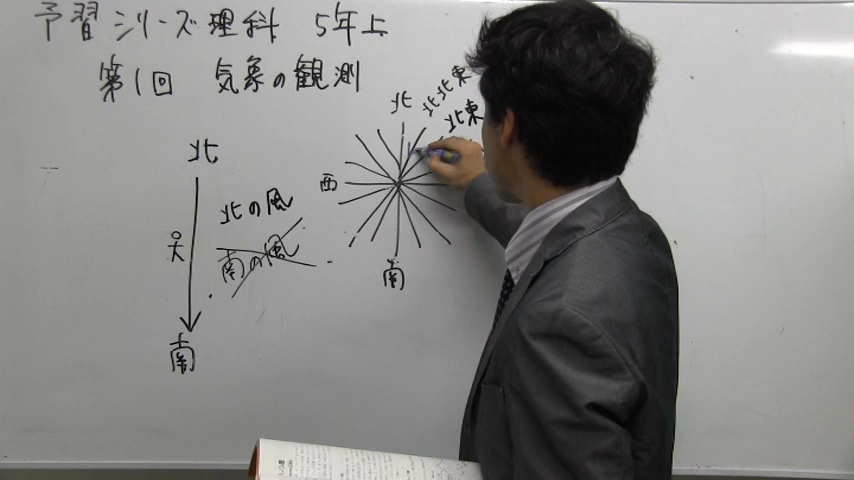 予習シリーズ理科 5年上
第1回 気象の観測
北
北の風
南の風
南
北
北北東
北東
西
南